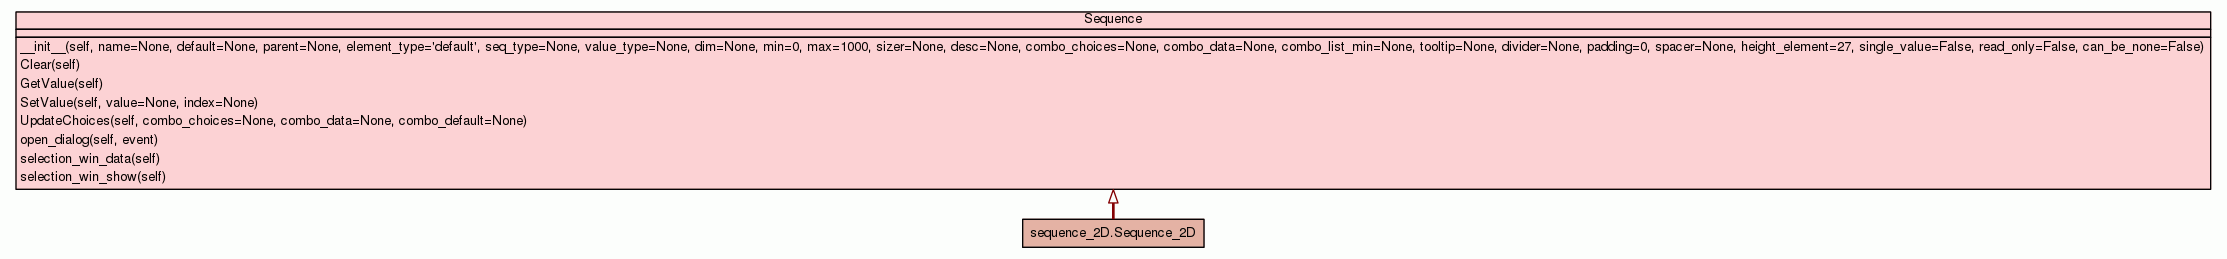 Sequence
__init__(self, name=None, default=None, parent=None, element_type='default', seq_type=None, value_type=None, dim=None, min=0, max=1000, sizer=None, desc=None, combo_choices=None, combo_data=None, combo_list_min=None, tooltip=None, divider=None, padding=0, spacer=None, height_element=27, single_value=False, read_only=False, can_be_none=False)
Clear(self)
GetValue(self)
SetValue(self, value=None, index=None)
UpdateChoices(self, combo_choices=None, combo_data=None, combo_default=None)
open_dialog(self, event)
selection_win_data(self)
selection_win_show(self)
sequence_2D.Sequence_2D